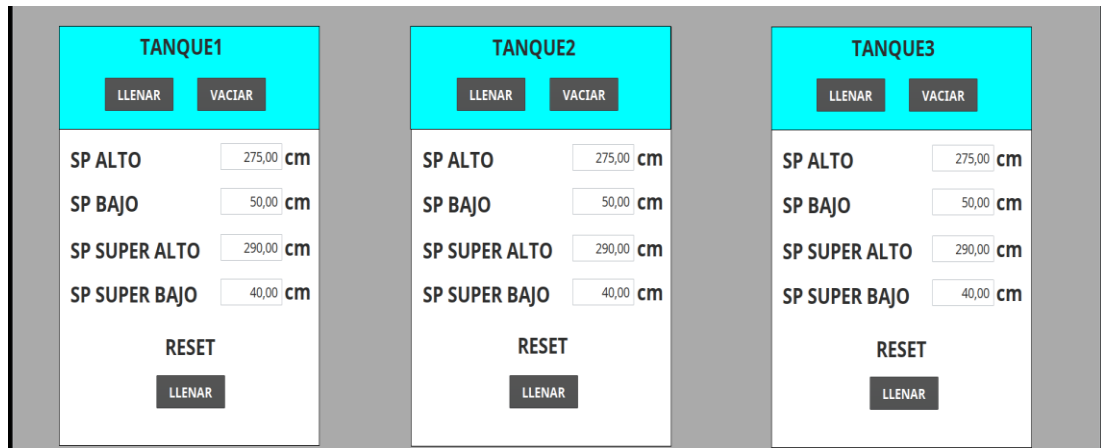 TANQUE1
LLENAR VACIAR
SP ALTO 275,00 cm
SP BAJO 50,00 cm
SP SUPER ALTO 290,00 cm
SP SUPER BAJO 40,00 cm
RESET
LLENAR
TANQUE2
LLENAR VACIAR
SP ALTO 275,00 cm
SP BAJO 50,00 cm
SP SUPER ALTO 290,00 cm
SP SUPER BAJO 40,00 cm
RESET
LLENAR
TANQUE3
LLENAR VACIAR
SP ALTO 275,00 cm
SP BAJO 50,00 cm
SP SUPER ALTO 290,00 cm
SP SUPER BAJO 40,00 cm
RESET
LLENAR